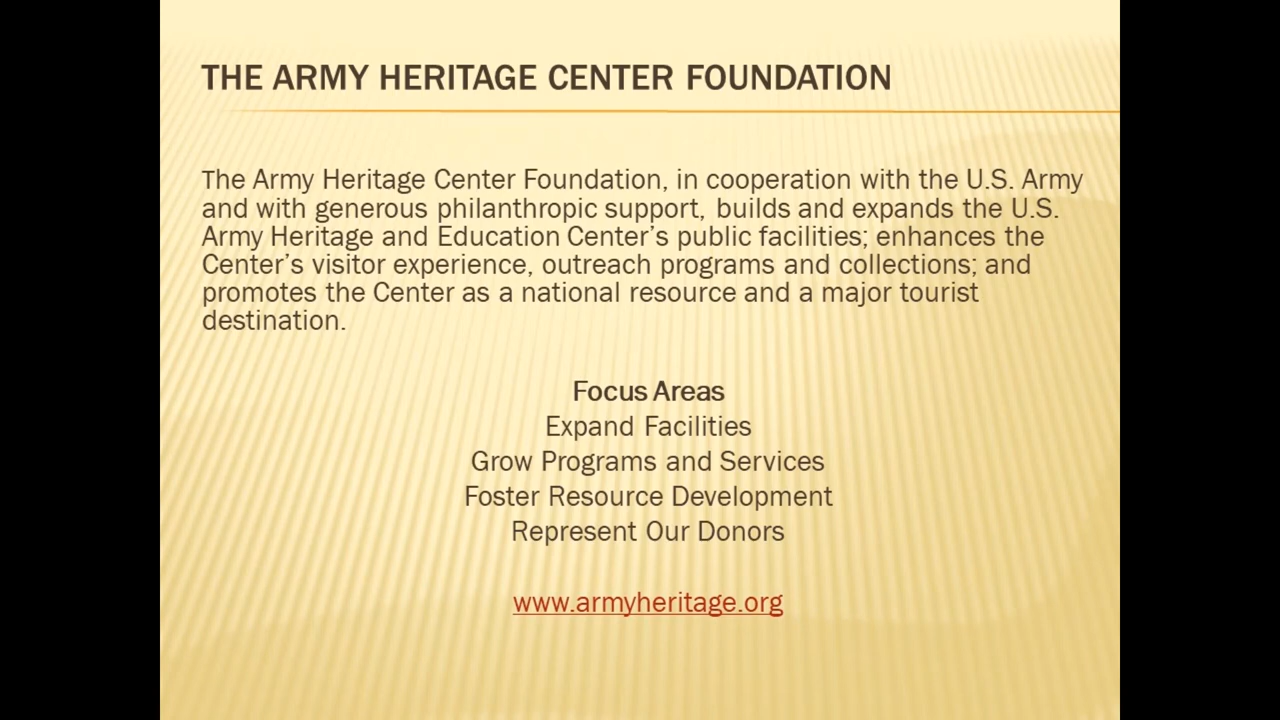 THE ARMY HERITAGE CENTER FOUNDATION
The Army Heritage Center Foundation, in cooperation with the U.S. Army
and with generous philanthropic support, builds and expands the U.S.
Army Heritage and Education Center’s public facilities; enhances the
Center’s visitor experience, outreach programs and collections; and
promotes the Center as a national resource and a major tourist
destination.
Focus Areas
Expand Facilities
Grow Programs and Services
Foster Resource Development
Represent Our Donors
www.armyheritage.org